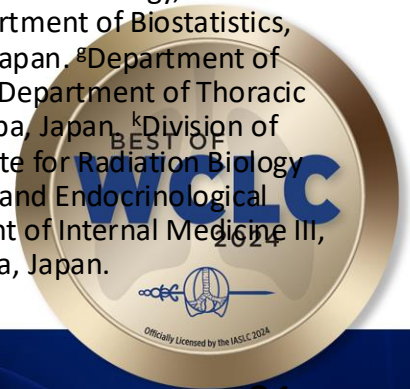 rtment of Biostatistics,
apan. ᵍDepartment of
Department of Thoracic
ba, Japan. ᵏDivision of
BEST OF
te for Radiation Biology
and Endocrinological
WCLC
nt of Internal Medicine III,
2024
a, Japan.
Officially Licensed by the IASLC 2024